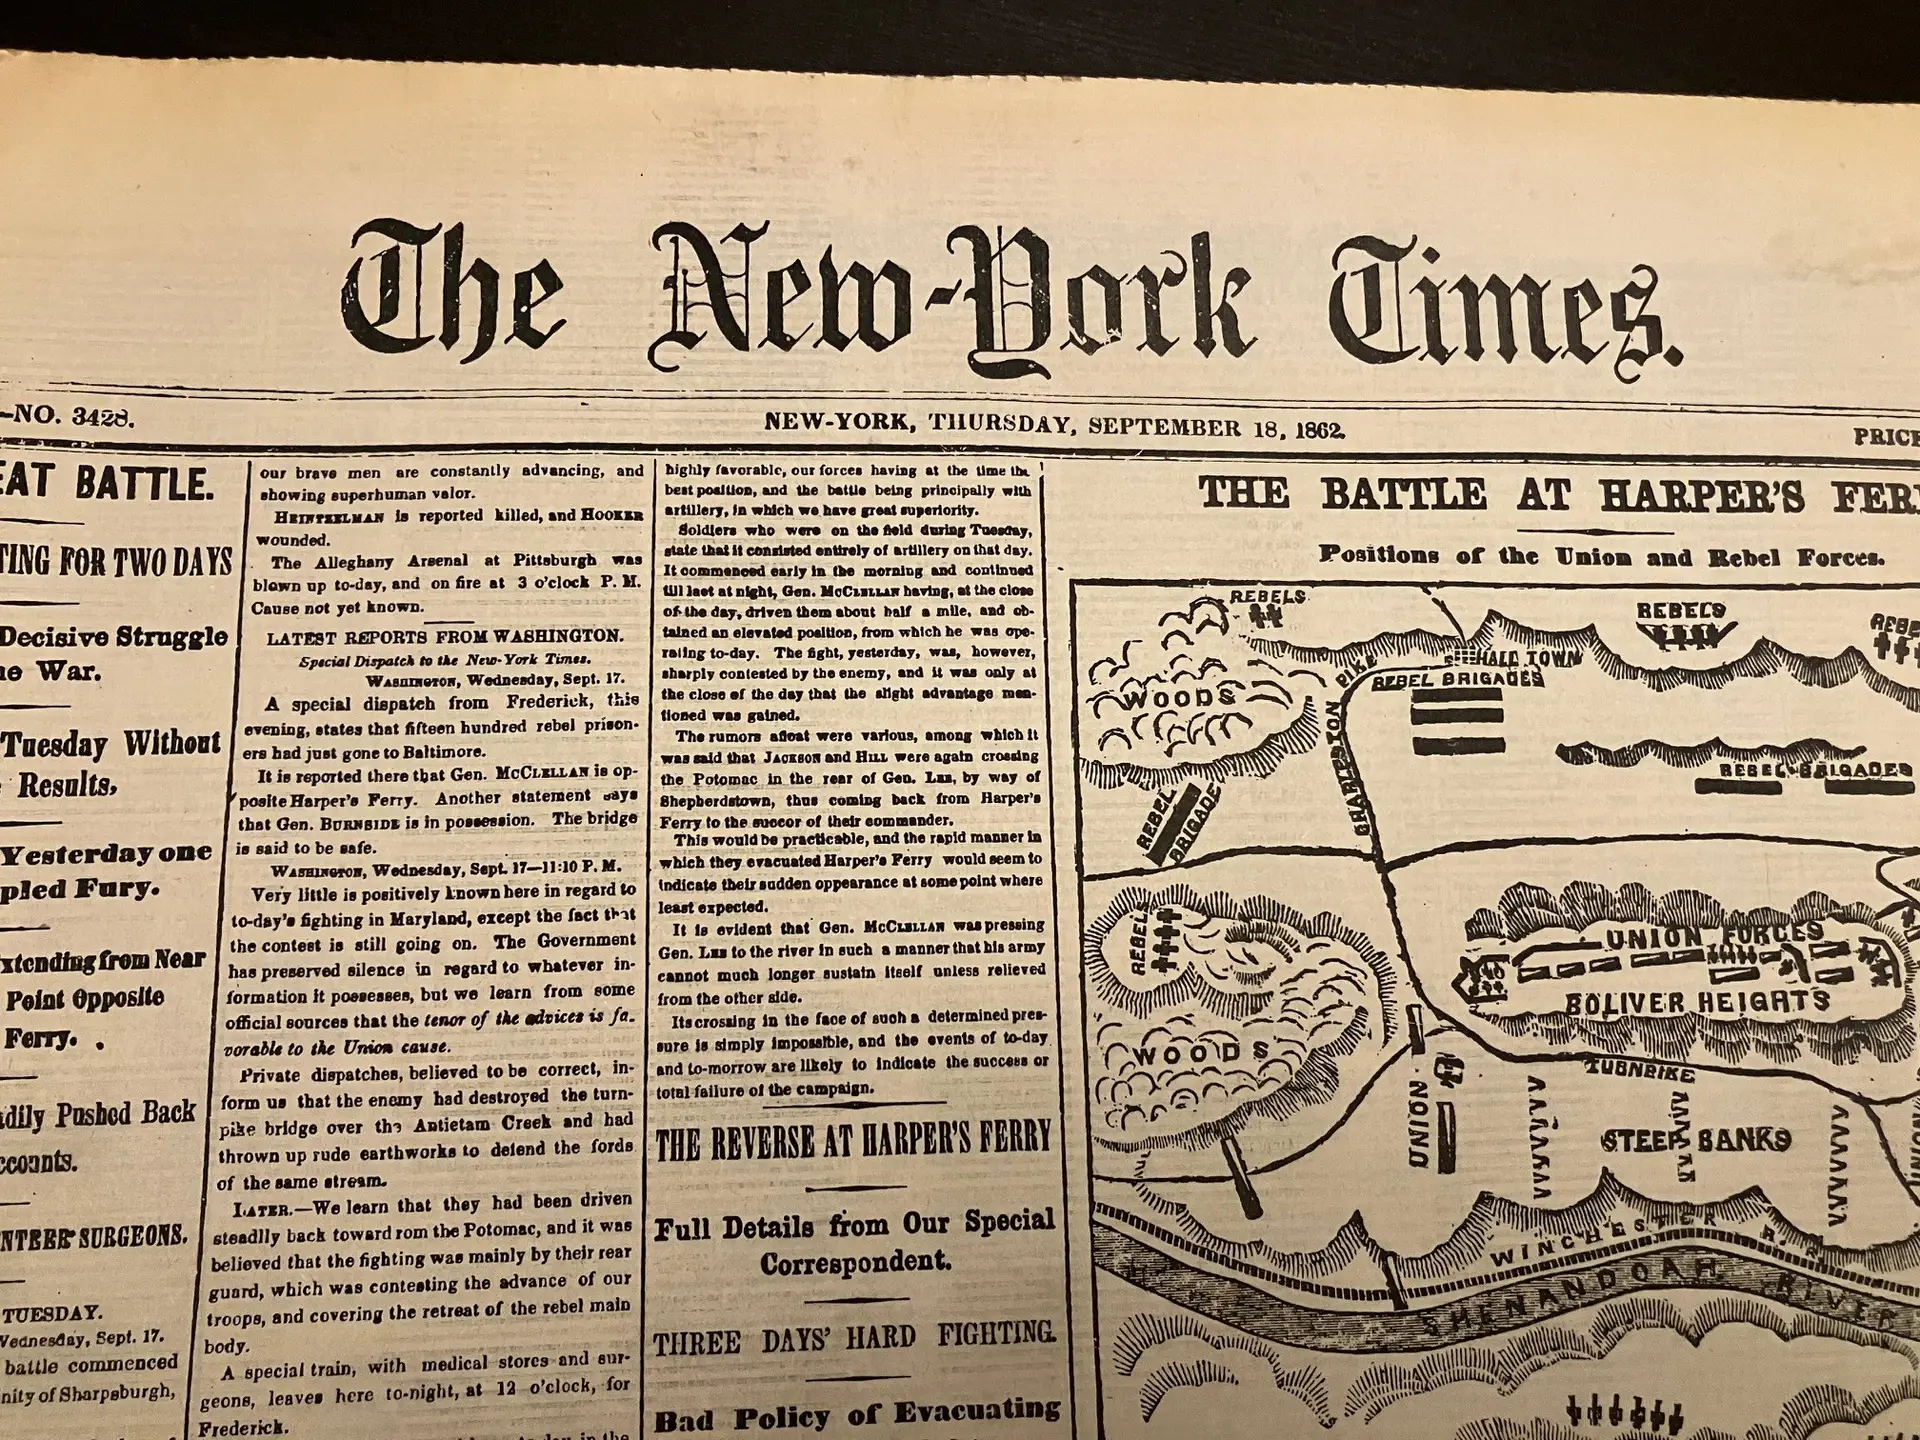 The New-York Times.
—NO. 3428.
NEW-YORK, THURSDAY, SEPTEMBER 18, 1862.
PRICE
EAT BATTLE.
TING FOR TWO DAYS
Decisive Struggle
e War.
Tuesday Without
Results,
Yesterday one
pled Fury.
xtending from Near
Point Opposite
Ferry.
dily Pushed Back
ccounts.
NTEER SURGEONS.
TUESDAY.
Wednesday, Sept. 17.
battle commenced
nity of Sharpsburgh,
our brave men are constantly advancing, and
showing superhuman valor.
HEINTZELMAN is reported killed, and HOOKER
wounded.
The Alleghany Arsenal at Pittsburgh was
blown up to-day, and on fire at 3 o'clock P. M.
Cause not yet known.
LATEST REPORTS FROM WASHINGTON.
Special Dispatch to the New-York Times.
WASHINGTON, Wednesday, Sept. 17.
A special dispatch from Frederick, this
evening, states that fifteen hundred rebel prison-
ers had just gone to Baltimore.
It is reported there that Gen. McCLELLAN is op-
posite Harper's Ferry. Another statement says
that Gen. BURNSIDE is in possession. The bridge
is said to be safe.
WASHINGTON, Wednesday, Sept. 17—11:10 P. M.
Very little is positively known here in regard to
to-day's fighting in Maryland, except the fact that
the contest is still going on. The Government
has preserved silence in regard to whatever in-
formation it possesses, but we learn from some
official sources that the tenor of the advices is fa-
vorable to the Union cause.
Private dispatches, believed to be correct, in-
form us that the enemy had destroyed the turn-
pike bridge over the Antietam Creek and had
thrown up rude earthworks to defend the fords
of the same stream.
LATER.—We learn that they had been driven
steadily back toward rom the Potomac, and it was
believed that the fighting was mainly by their rear
guard, which was contesting the advance of our
troops, and covering the retreat of the rebel main
body.
A special train, with medical stores and sur-
geons, leaves here to-night, at 12 o'clock, for
Frederick.
highly favorable, our forces having at the time the
best position, and the battle being principally with
artillery, in which we have great superiority.
Soldiers who were on the field during Tuesday,
state that it consisted entirely of artillery on that day.
It commenced early in the morning and continued
till last at night, Gen. McCLELLAN having, at the close
of the day, driven them about half a mile, and ob-
tained an elevated position, from which he was ope-
rating to-day. The fight, yesterday, was, however,
sharply contested by the enemy, and it was only at
the close of the day that the slight advantage men-
tioned was gained.
The rumors afloat were various, among which it
was said that JACKSON and HILL were again crossing
the Potomac in the rear of Gen. LEE, by way of
Shepherdstown, thus coming back from Harper's
Ferry to the succor of their commander.
This would be practicable, and the rapid manner in
which they evacuated Harper's Ferry would seem to
indicate their sudden oppearance at some point where
least expected.
It is evident that Gen. McCLELLAN was pressing
Gen. LEE to the river in such a manner that his army
cannot much longer sustain itself unless relieved
from the other side.
Its crossing in the face of such a determined pres-
sure is simply impossible, and the events of to-day
and to-morrow are likely to indicate the success or
total failure of the campaign.
THE REVERSE AT HARPER'S FERRY
Full Details from Our Special
Correspondent.
THREE DAYS' HARD FIGHTING.
Bad Policy of Evacuating
THE BATTLE AT HARPER'S FER
Positions of the Union and Rebel Forces.
REBELS
REBELS
REBE
HALL TOWN
PIKE
REBEL BRIGADES
WOODS
CHARLESTON
REBEL BRIGADES
REBEL
BRIGADE
REBELS
UNION FORCES
BOLIVER HEIGHTS
WOODS
TURNPIKE
UNION
STEEP BANKS
WINCHESTER R. R.
SHENANDOAH RIVER